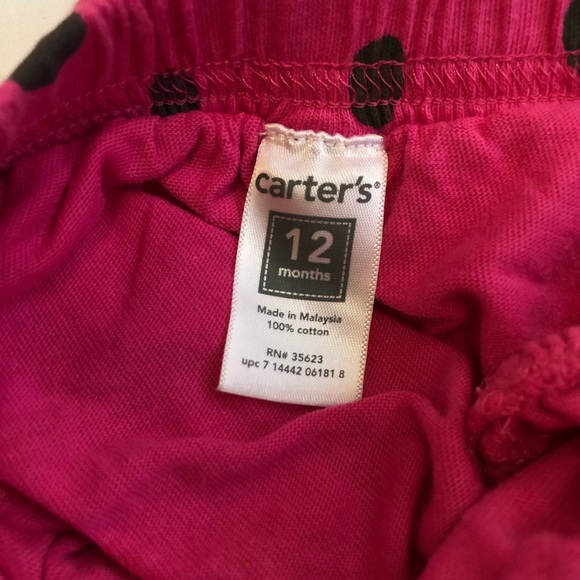 carter's®
12
months
Made in Malaysia
100% cotton
RN# 35623
upc 7 14442 06181 8